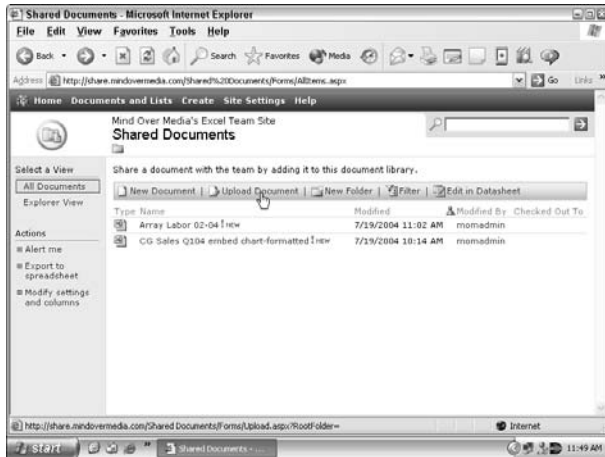 Shared Documents - Microsoft Internet Explorer
File Edit View Favorites Tools Help
Back Search Favorites Media
Address http://share.mindovermedia.com/Shared%20Documents/Forms/AllItems.aspx Go Links »
Home Documents and Lists Create Site Settings Help
Mind Over Media's Excel Team Site
Shared Documents
Select a View
All Documents
Explorer View
Actions
Alert me
Export to
spreadsheet
Modify settings
and columns
Share a document with the team by adding it to this document library.
New Document | Upload Document | New Folder | Filter | Edit in Datasheet
Type Name Modified Modified By Checked Out To
Array Labor 02-04 ! NEW 7/19/2004 11:02 AM momadmin
CG Sales Q104 embed chart-formatted ! NEW 7/19/2004 10:14 AM momadmin
http://share.mindovermedia.com/Shared Documents/Forms/Upload.aspx?RootFolder= Internet
start » Shared Documents - ... 11:49 AM